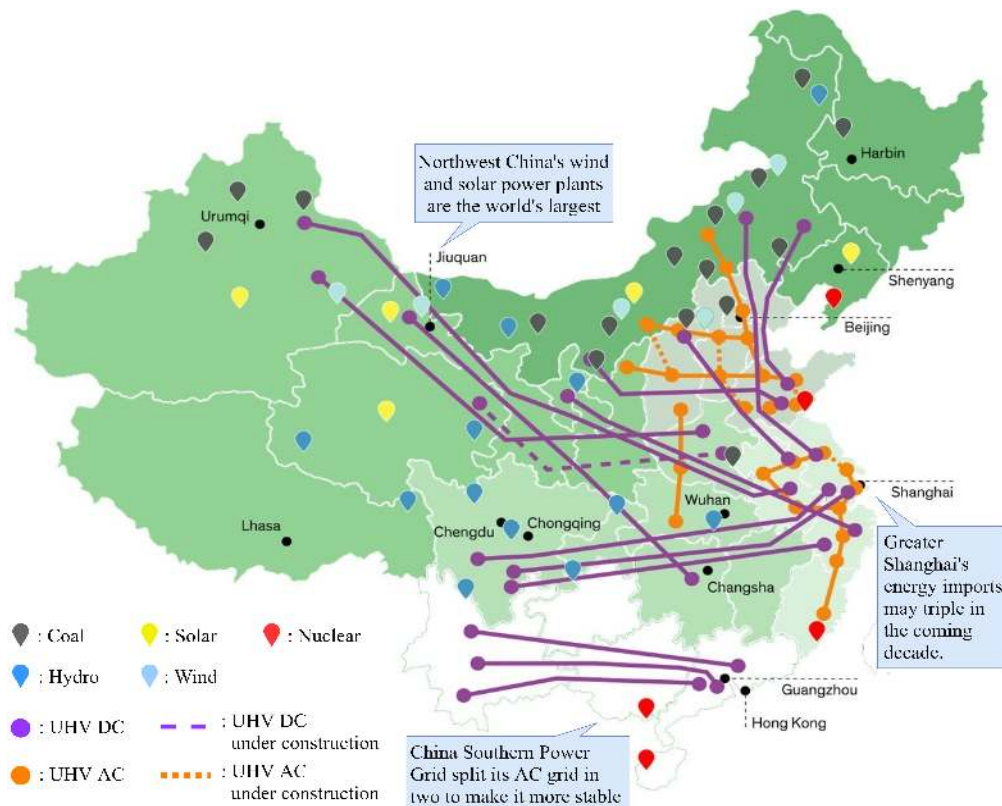 Harbin
Northwest China's wind
and solar power plants
are the world's largest
Urumqi
Jiuquan
Shenyang
Beijing
Shanghai
Wuhan
Lhasa
Chengdu
Chongqing
Changsha
Greater
Shanghai's
energy imports
may triple in
the coming
decade.
: Coal
: Solar
: Nuclear
: Hydro
: Wind
Guangzhou
Hong Kong
: UHV DC
: UHV DC
under construction
: UHV AC
: UHV AC
under construction
China Southern Power
Grid split its AC grid in
two to make it more stable